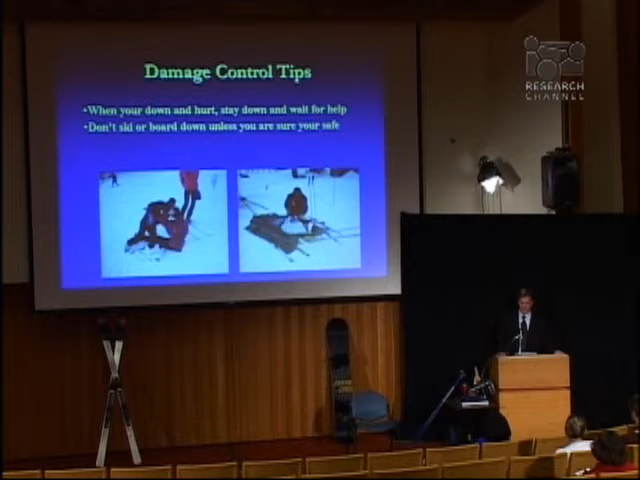 Damage Control Tips
•When your down and hurt, stay down and wait for help
•Don't ski or board down unless you are sure your safe
RESEARCH
CHANNEL